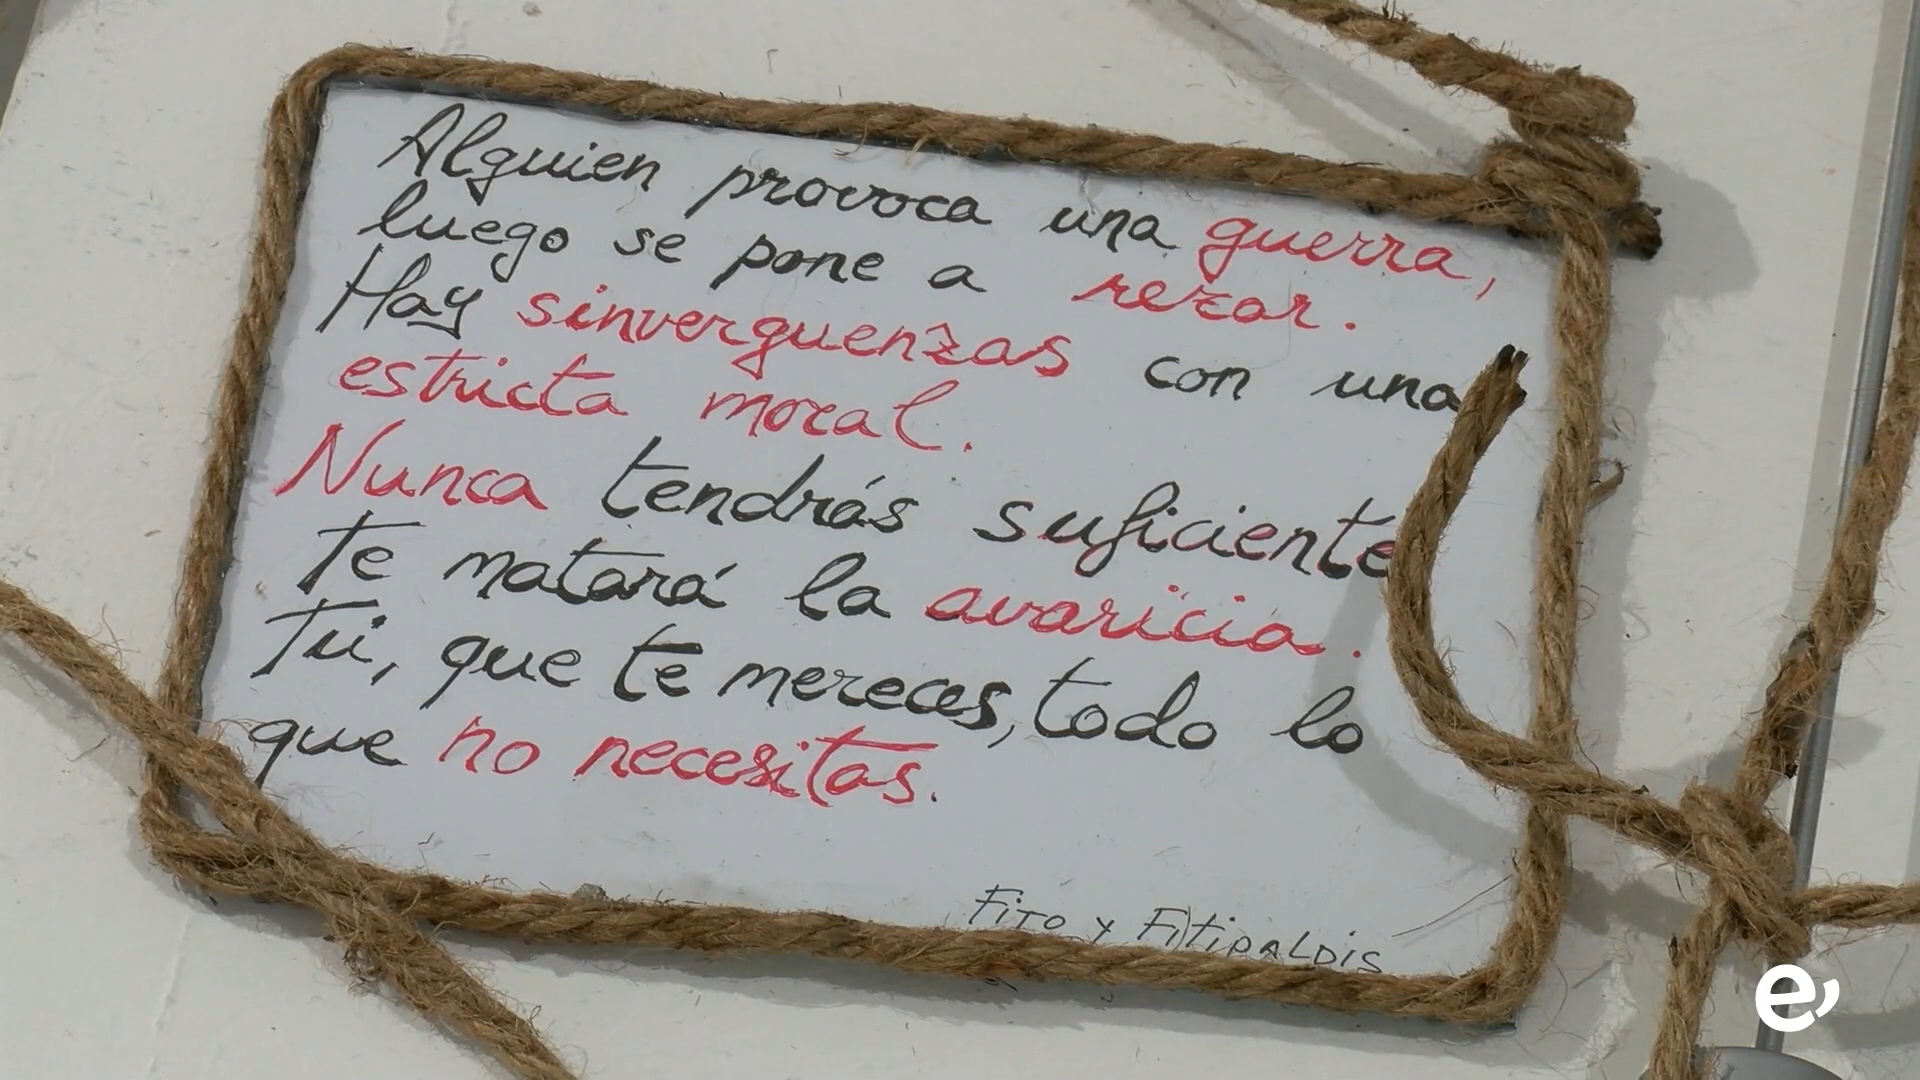 Alguien provoca una guerra,
luego se pone a rezar.
Hay sinverguenzas con una
estricta moral.
Nunca tendrás suficiente
te matará la avaricia.
Tú, que te mereces, todo lo
que no necesitas.
Fito y Fitipaldis
e